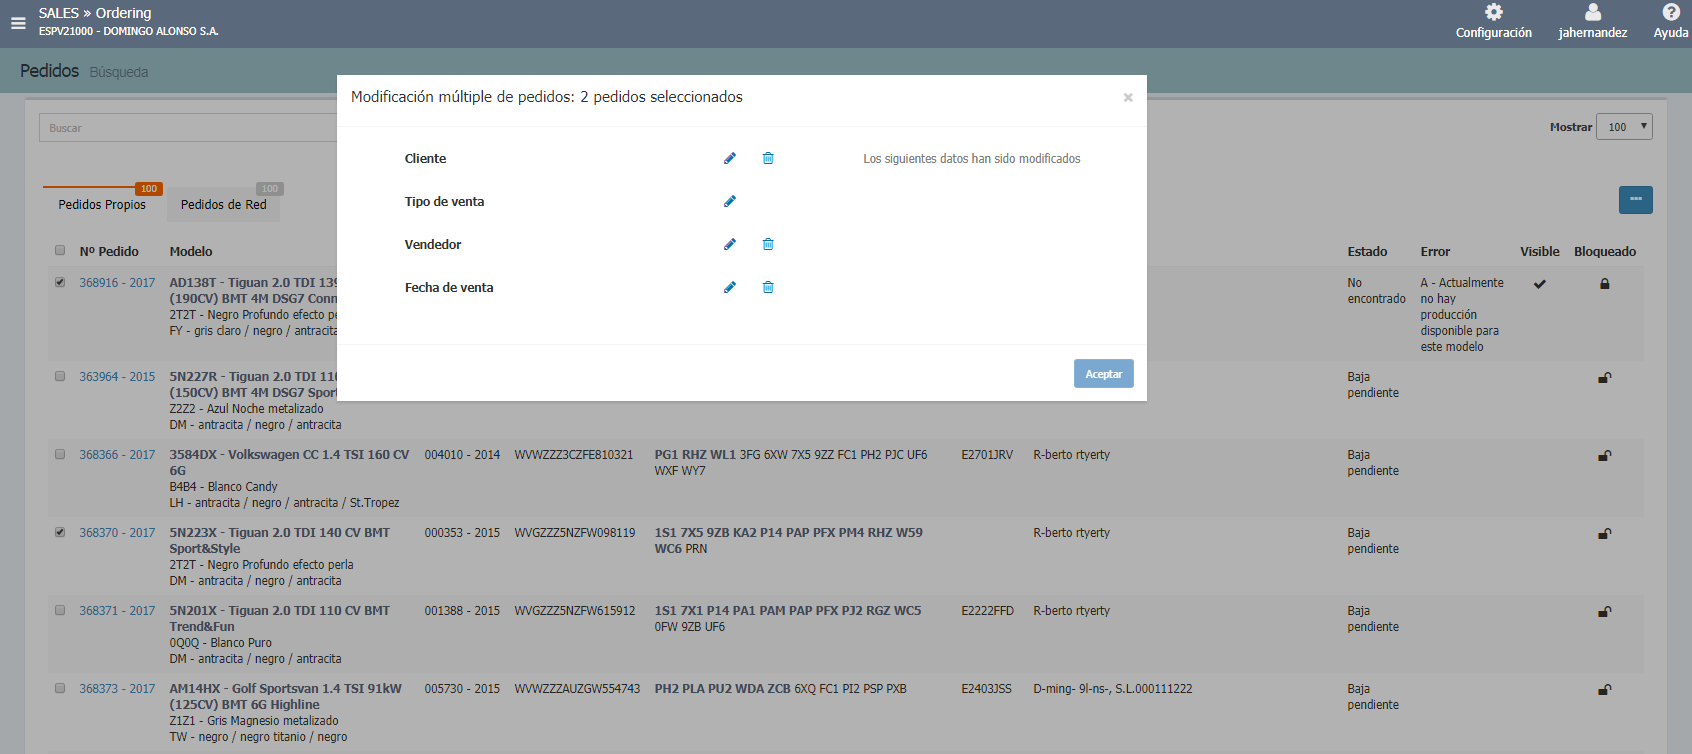 SALES » Ordering
ESPV21000 - DOMINGO ALONSO S.A.
Configuración
jahernandez
Ayuda
Pedidos Búsqueda
Modificación múltiple de pedidos: 2 pedidos seleccionados
×
Cliente
Los siguientes datos han sido modificados
Tipo de venta
Vendedor
Fecha de venta
Aceptar
Buscar
Mostrar 100
100
Pedidos Propios
100
Pedidos de Red
Nº Pedido Modelo Estado Error Visible Bloqueado
368916 - 2017
AD138T - Tiguan 2.0 TDI 139
(190CV) BMT 4M DSG7 Conn
2T2T - Negro Profundo efecto pe
FY - gris claro / negro / antracita
No
encontrado
A - Actualmente
no hay
producción
disponible para
este modelo
363964 - 2015
5N227R - Tiguan 2.0 TDI 110
(150CV) BMT 4M DSG7 Sport
Z2Z2 - Azul Noche metalizado
DM - antracita / negro / antracita
Baja
pendiente
368366 - 2017
3584DX - Volkswagen CC 1.4 TSI 160 CV
6G
B4B4 - Blanco Candy
LH - antracita / negro / antracita / St.Tropez
004010 - 2014
WVWZZZ3CZFE810321
PG1 RHZ WL1 3FG 6XW 7X5 9ZZ FC1 PH2 PJC UF6
WXF WY7
E2701JRV
R-berto rtyerty
Baja
pendiente
368370 - 2017
5N223X - Tiguan 2.0 TDI 140 CV BMT
Sport&Style
2T2T - Negro Profundo efecto perla
DM - antracita / negro / antracita
000353 - 2015
WVGZZZ5NZFW098119
1S1 7X5 9ZB KA2 P14 PAP PFX PM4 RHZ W59
WC6 PRN
R-berto rtyerty
Baja
pendiente
368371 - 2017
5N201X - Tiguan 2.0 TDI 110 CV BMT
Trend&Fun
0Q0Q - Blanco Puro
DM - antracita / negro / antracita
001388 - 2015
WVGZZZ5NZFW615912
1S1 7X1 P14 PA1 PAM PAP PFX PJ2 RGZ WC5
0FW 9ZB UF6
E2222FFD
R-berto rtyerty
Baja
pendiente
368373 - 2017
AM14HX - Golf Sportsvan 1.4 TSI 91kW
(125CV) BMT 6G Highline
Z1Z1 - Gris Magnesio metalizado
TW - negro / negro titanio / negro
005730 - 2015
WVWZZZAUZGW554743
PH2 PLA PU2 WDA ZCB 6XQ FC1 PI2 PSP PXB
E2403JSS
D-ming- 9l-ns-, S.L.000111222
Baja
pendiente